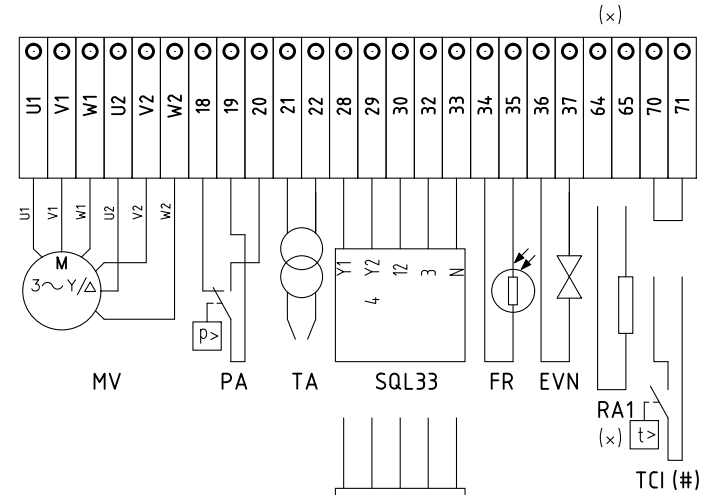 (×)
U1 V1 W1 U2 V2 W2 18 19 20 21 22 28 29 30 32 33 34 35 36 37 64 65 70 71
U1 V1 W1 U2 V2 W2
M
3~ Y/△
Y1 Y2 12 3 N
4
p>
MV PA TA SQL33 FR EVN
RA1
(×)
t>
TCI (#)